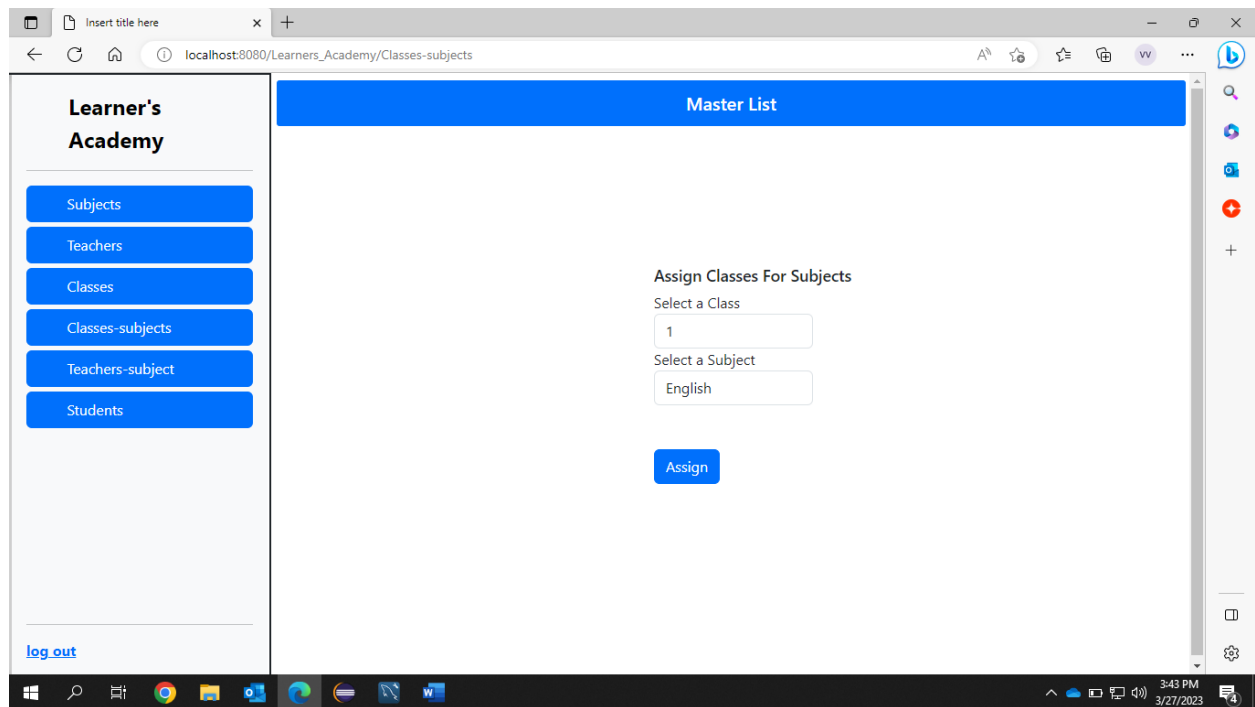 Insert title here
localhost:8080/Learners_Academy/Classes-subjects
VV
Learner's
Academy
Subjects
Teachers
Classes
Classes-subjects
Teachers-subject
Students
log out
Master List
Assign Classes For Subjects
Select a Class
1
Select a Subject
English
Assign
3:43 PM
3/27/2023
4